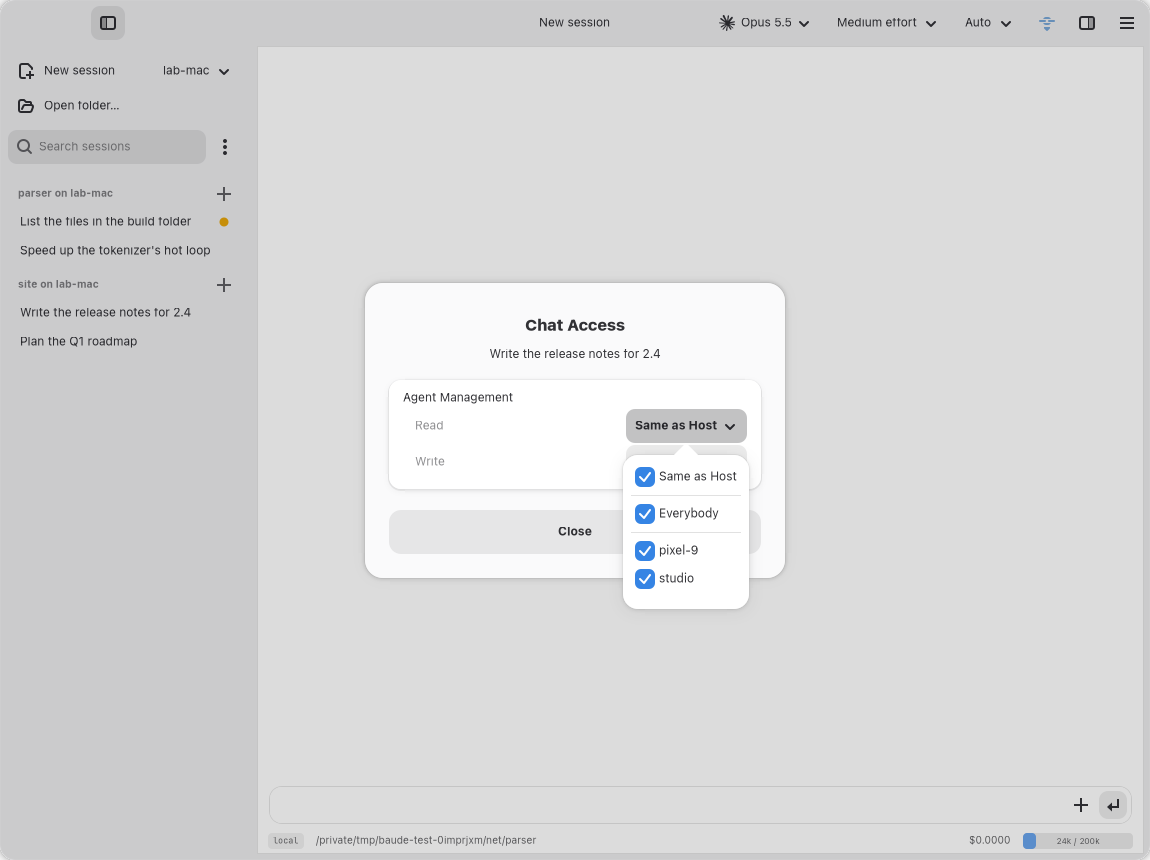 New session
Opus 5.5
Medium effort
Auto
New session
lab-mac
Open folder...
Search sessions
parser on lab-mac
List the files in the build folder
Speed up the tokenizer's hot loop
site on lab-mac
Write the release notes for 2.4
Plan the Q1 roadmap
Chat Access
Write the release notes for 2.4
Agent Management
Read
Same as Host
Write
Same as Host
Everybody
pixel-9
studio
Close
local
/private/tmp/baude-test-0imprjxm/net/parser
$0.0000
24k / 200k